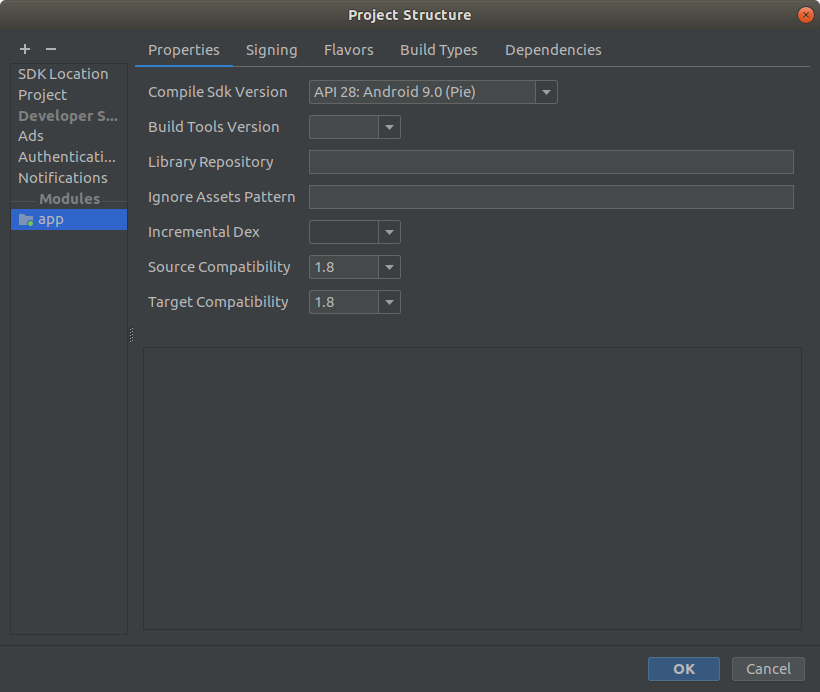 Project Structure
SDK Location
Project
Developer S...
Ads
Authenticati...
Notifications
Modules
app
Properties Signing Flavors Build Types Dependencies
Compile Sdk Version API 28: Android 9.0 (Pie)
Build Tools Version
Library Repository
Ignore Assets Pattern
Incremental Dex
Source Compatibility 1.8
Target Compatibility 1.8
OK Cancel